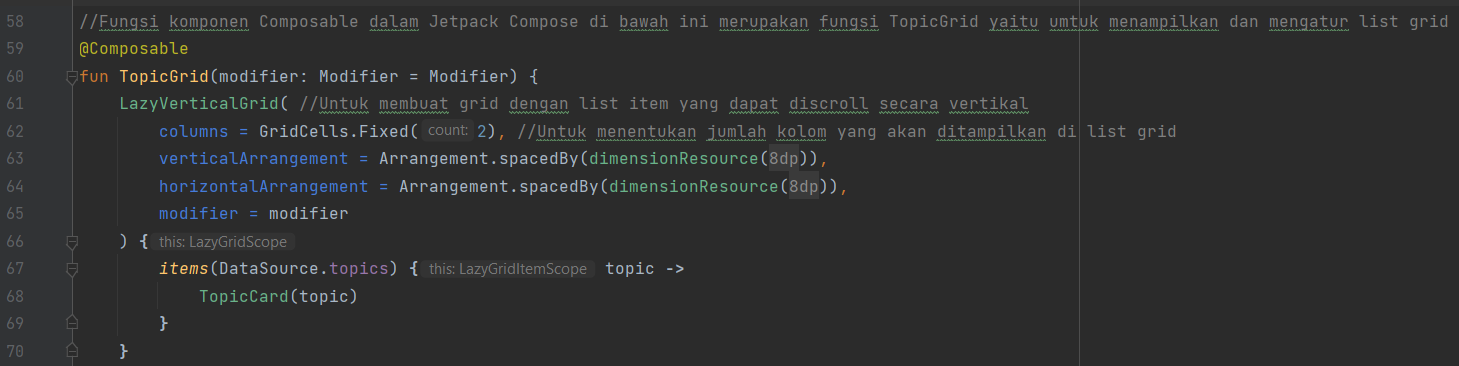 58 //Fungsi komponen Composable dalam Jetpack Compose di bawah ini merupakan fungsi TopicGrid yaitu umtuk menampilkan dan mengatur list grid
59 @Composable
60 fun TopicGrid(modifier: Modifier = Modifier) {
61 LazyVerticalGrid( //Untuk membuat grid dengan list item yang dapat discroll secara vertikal
62 columns = GridCells.Fixed( count: 2), //Untuk menentukan jumlah kolom yang akan ditampilkan di list grid
63 verticalArrangement = Arrangement.spacedBy(dimensionResource(8dp)),
64 horizontalArrangement = Arrangement.spacedBy(dimensionResource(8dp)),
65 modifier = modifier
66 ) { this: LazyGridScope
67 items(DataSource.topics) { this: LazyGridItemScope topic ->
68 TopicCard(topic)
69 }
70 }